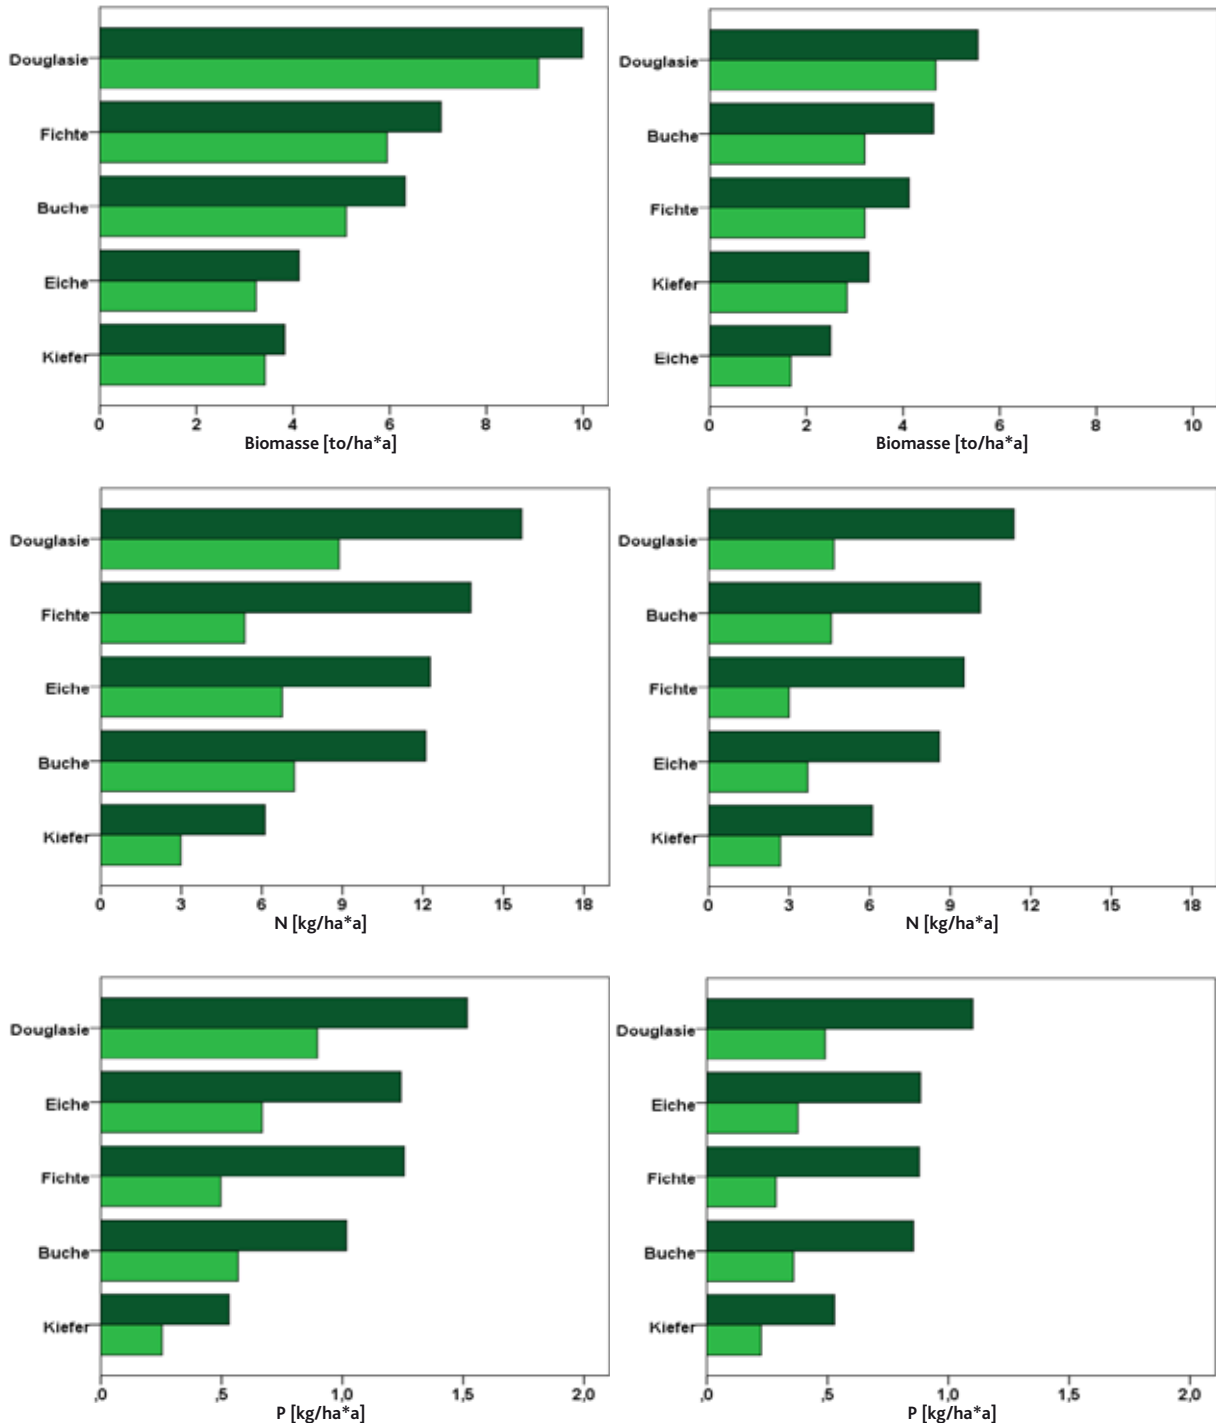 Douglasie
Fichte
Buche
Eiche
Kiefer
0 2 4 6 8 10
Biomasse [to/ha*a]
Douglasie
Buche
Fichte
Kiefer
Eiche
0 2 4 6 8 10
Biomasse [to/ha*a]
Douglasie
Fichte
Eiche
Buche
Kiefer
0 3 6 9 12 15 18
N [kg/ha*a]
Douglasie
Buche
Fichte
Eiche
Kiefer
0 3 6 9 12 15 18
N [kg/ha*a]
Douglasie
Eiche
Fichte
Buche
Kiefer
,0 ,5 1,0 1,5 2,0
P [kg/ha*a]
Douglasie
Eiche
Fichte
Buche
Kiefer
,0 ,5 1,0 1,5 2,0
P [kg/ha*a]